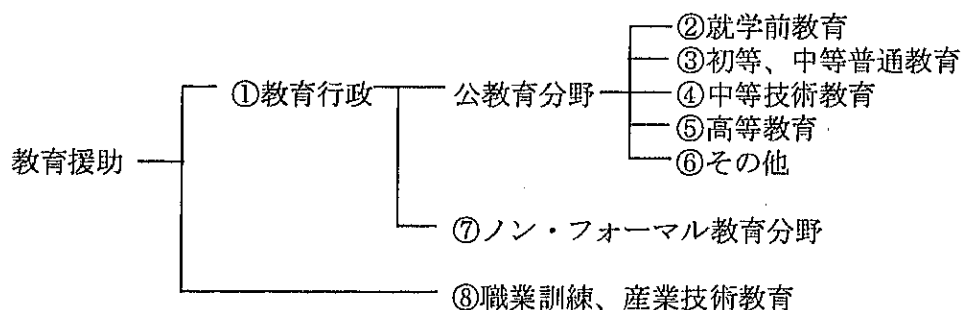 ②就学前教育
③初等、中等普通教育
①教育行政 公教育分野 ④中等技術教育
⑤高等教育
教育援助 ⑥その他
⑦ノン・フォーマル教育分野
⑧職業訓練、産業技術教育